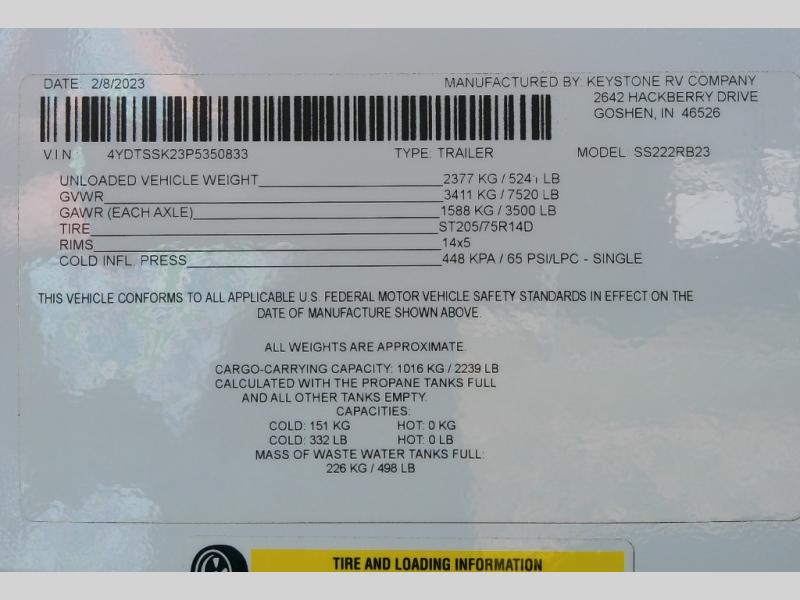 DATE: 2/8/2023 MANUFACTURED BY: KEYSTONE RV COMPANY
2642 HACKBERRY DRIVE
GOSHEN, IN 46526
V.I.N. 4YDTSSK23P5350833 TYPE: TRAILER MODEL SS222RB23
UNLOADED VEHICLE WEIGHT 2377 KG / LB
GVWR 3411 KG / 7520 LB
GAWR (EACH AXLE) 1588 KG / 3500 LB
TIRE ST205/75R14D
RIMS 14x5
COLD INFL. PRESS 448 KPA / 65 PSI/LPC - SINGLE
THIS VEHICLE CONFORMS TO ALL APPLICABLE U.S. FEDERAL MOTOR VEHICLE SAFETY STANDARDS IN EFFECT ON THE
DATE OF MANUFACTURE SHOWN ABOVE.
ALL WEIGHTS ARE APPROXIMATE.
CARGO-CARRYING CAPACITY: 1016 KG / 2239 LB
CALCULATED WITH THE PROPANE TANKS FULL
AND ALL OTHER TANKS EMPTY.
CAPACITIES:
COLD: 151 KG HOT: 0 KG
COLD: 332 LB HOT: 0 LB
MASS OF WASTE WATER TANKS FULL:
226 KG / 498 LB
TIRE AND LOADING INFORMATION